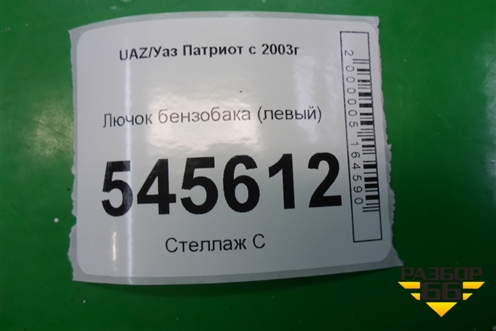 UAZ/Уаз Патриот с 2003г
Лючок бензобака (левый)
545612
Стеллаж С
2000005164590
РАЗБОР
66